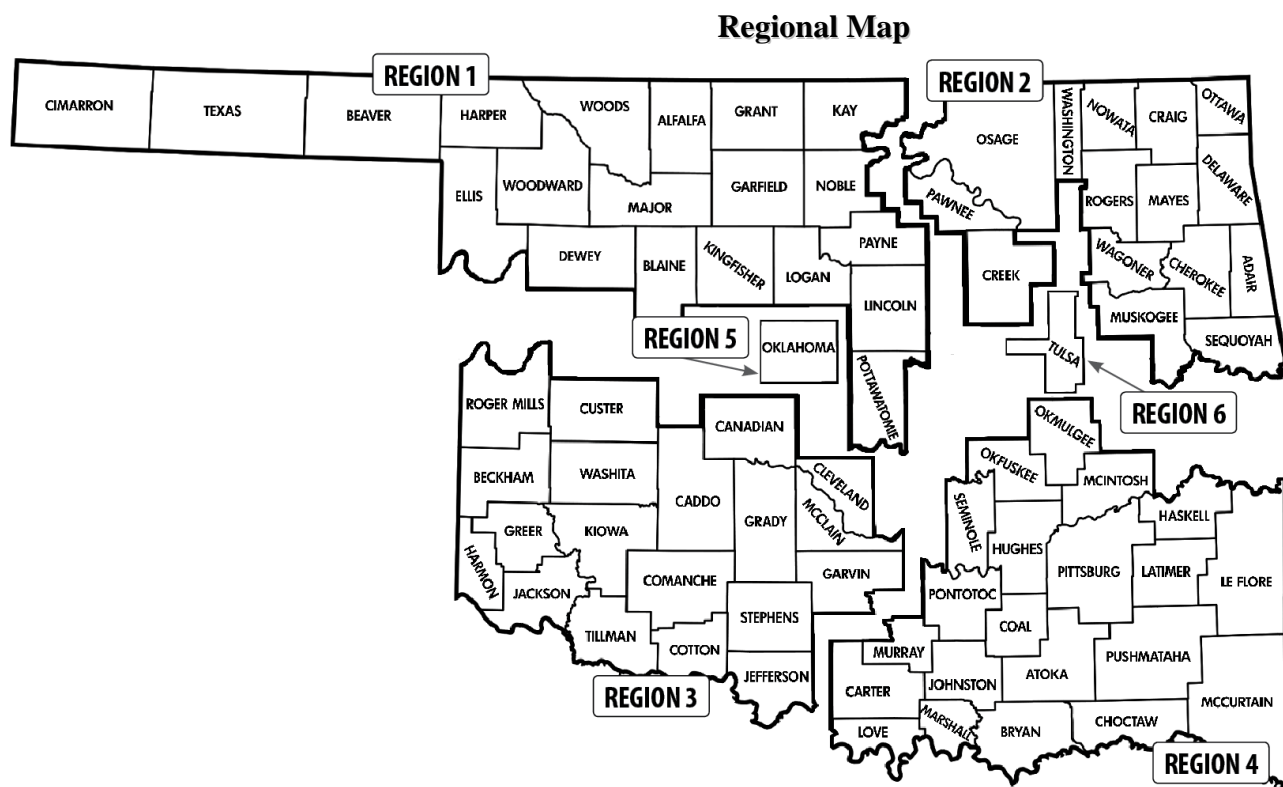 Regional Map
REGION 1
REGION 2
CIMARRON
TEXAS
BEAVER
HARPER
WOODS
ALFALFA
GRANT
KAY
ELLIS
WOODWARD
MAJOR
GARFIELD
NOBLE
DEWEY
BLAINE
KINGFISHER
LOGAN
PAYNE
LINCOLN
POTTAWATOMIE
OSAGE
WASHINGTON
NOWATA
CRAIG
OTTAWA
PAWNEE
ROGERS
MAYES
DELAWARE
CREEK
WAGONER
CHEROKEE
ADAIR
MUSKOGEE
SEQUOYAH
REGION 5
OKLAHOMA
TULSA
REGION 6
ROGER MILLS
CUSTER
CANADIAN
BECKHAM
WASHITA
CADDO
GRADY
CLEVELAND
MCCLAIN
GREER
KIOWA
HARMON
JACKSON
COMANCHE
GARVIN
TILLMAN
COTTON
STEPHENS
JEFFERSON
REGION 3
OKMULGEE
OKFUSKEE
MCINTOSH
SEMINOLE
HUGHES
HASKELL
PITTSBURG
LATIMER
LE FLORE
PONTOTOC
COAL
MURRAY
JOHNSTON
ATOKA
PUSHMATAHA
CARTER
MCCURTAIN
LOVE
MARSHALL
BRYAN
CHOCTAW
REGION 4